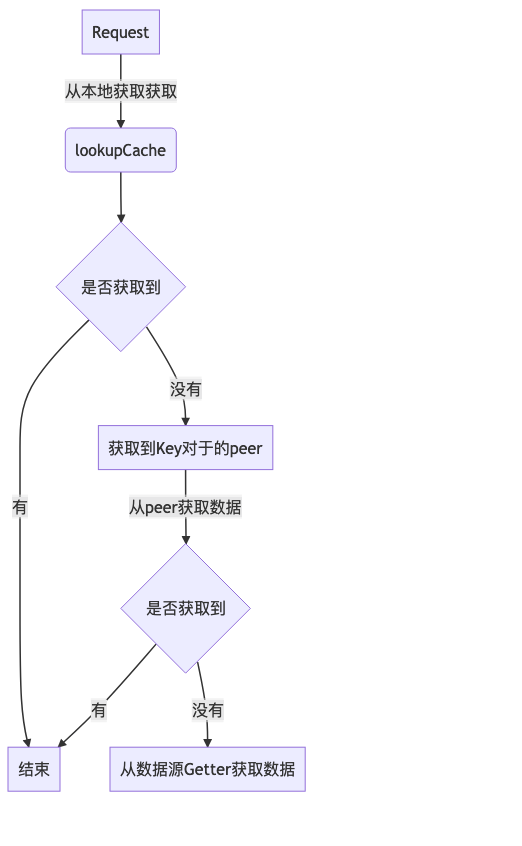 Request
从本地获取获取
lookupCache
是否获取到
没有
获取到Key对于的peer
有
从peer获取数据
是否获取到
有
没有
结束
从数据源Getter获取数据